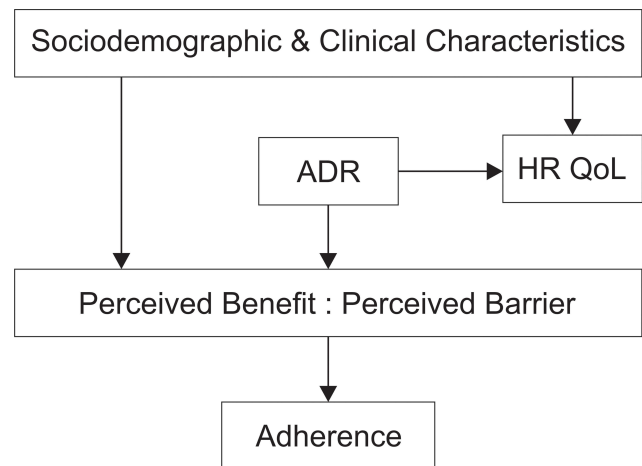 Sociodemographic & Clinical Characteristics
ADR
HR QoL
Perceived Benefit : Perceived Barrier
Adherence